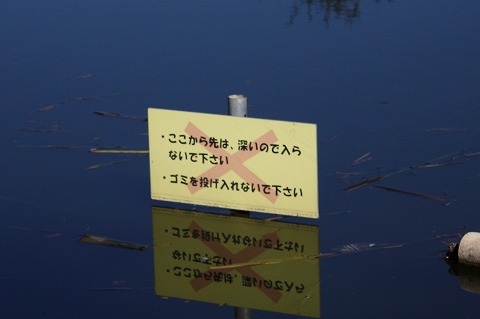 ・ここから先は、深いので入ら
ないで下さい
・ゴミを投げ入れないで下さい